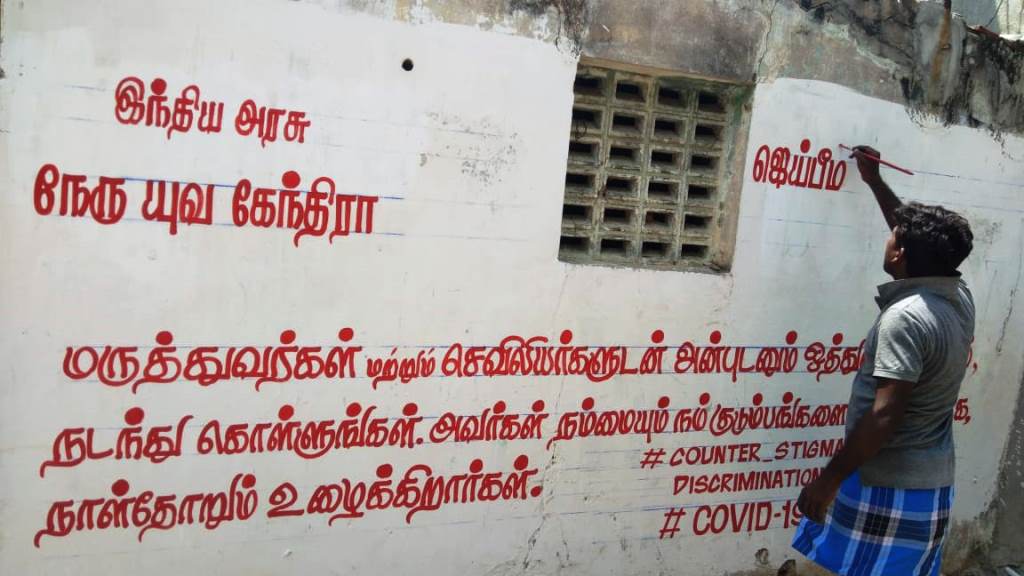 இந்திய அரசு
நேரு யுவ கேந்திரா
ஜெய்பீம
மருத்துவர்கள் மற்றும் செவிலியர்களுடன் அன்புடனும்
நடந்து கொள்ளுங்கள். அவர்கள் நம்மையும் நம் குடும்பங்களை
நாள்தோறும் உழைக்கிறார்கள்.
# COUNTER_STIGMA
DISCRIMINATION
# COVID-19